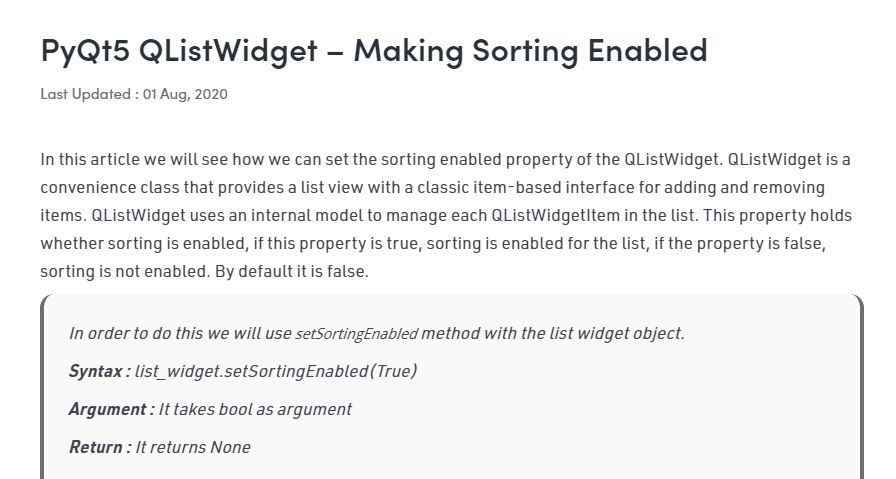 PyQt5 QListWidget – Making Sorting Enabled
Last Updated : 01 Aug, 2020
In this article we will see how we can set the sorting enabled property of the QListWidget. QListWidget is a
convenience class that provides a list view with a classic item-based interface for adding and removing
items. QListWidget uses an internal model to manage each QListWidgetItem in the list. This property holds
whether sorting is enabled, if this property is true, sorting is enabled for the list, if the property is false,
sorting is not enabled. By default it is false.
In order to do this we will use setSortingEnabled method with the list widget object.
Syntax : list_widget.setSortingEnabled(True)
Argument : It takes bool as argument
Return : It returns None